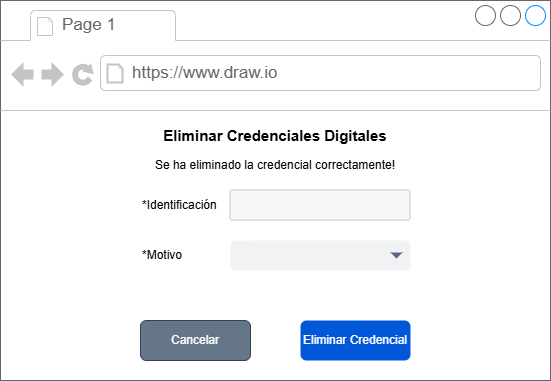 Page 1
https://www.draw.io
Eliminar Credenciales Digitales
Se ha eliminado la credencial correctamente!
*Identificación
*Motivo
Cancelar
Eliminar Credencial